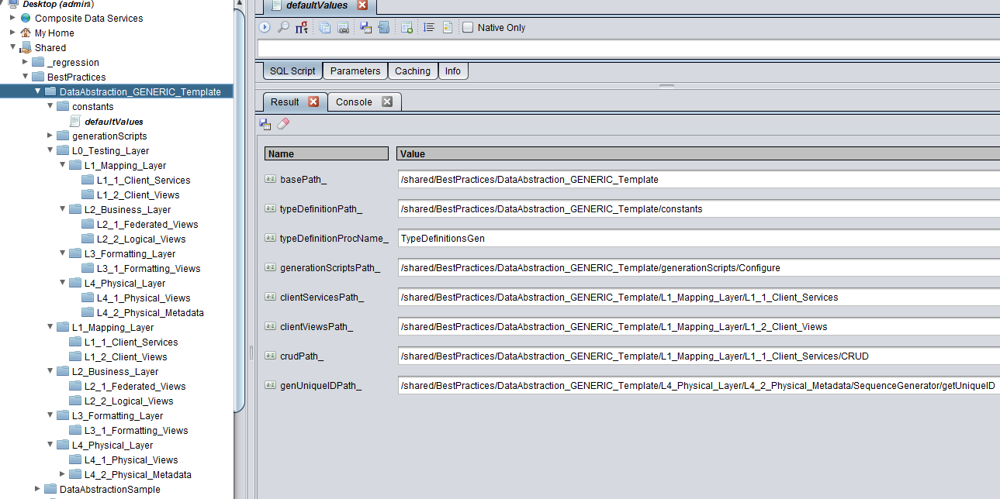 Desktop (admin)
Composite Data Services
My Home
Shared
_regression
BestPractices
DataAbstraction_GENERIC_Template
constants
defaultValues
generationScripts
L0_Testing_Layer
L1_Mapping_Layer
L1_1_Client_Services
L1_2_Client_Views
L2_Business_Layer
L2_1_Federated_Views
L2_2_Logical_Views
L3_Formatting_Layer
L3_1_Formatting_Views
L4_Physical_Layer
L4_1_Physical_Views
L4_2_Physical_Metadata
L1_Mapping_Layer
L1_1_Client_Services
L1_2_Client_Views
L2_Business_Layer
L2_1_Federated_Views
L2_2_Logical_Views
L3_Formatting_Layer
L3_1_Formatting_Views
L4_Physical_Layer
L4_1_Physical_Views
L4_2_Physical_Metadata
DataAbstractionSample
defaultValues
Native Only
SQL Script Parameters Caching Info
Result Console
Name Value
basePath_ /shared/BestPractices/DataAbstraction_GENERIC_Template
typeDefinitionPath_ /shared/BestPractices/DataAbstraction_GENERIC_Template/constants
typeDefinitionProcName_ TypeDefinitionsGen
generationScriptsPath_ /shared/BestPractices/DataAbstraction_GENERIC_Template/generationScripts/Configure
clientServicesPath_ /shared/BestPractices/DataAbstraction_GENERIC_Template/L1_Mapping_Layer/L1_1_Client_Services
clientViewsPath_ /shared/BestPractices/DataAbstraction_GENERIC_Template/L1_Mapping_Layer/L1_2_Client_Views
crudPath_ /shared/BestPractices/DataAbstraction_GENERIC_Template/L1_Mapping_Layer/L1_1_Client_Services/CRUD
genUniqueIDPath_ /shared/BestPractices/DataAbstraction_GENERIC_Template/L4_Physical_Layer/L4_2_Physical_Metadata/SequenceGenerator/getUniqueID